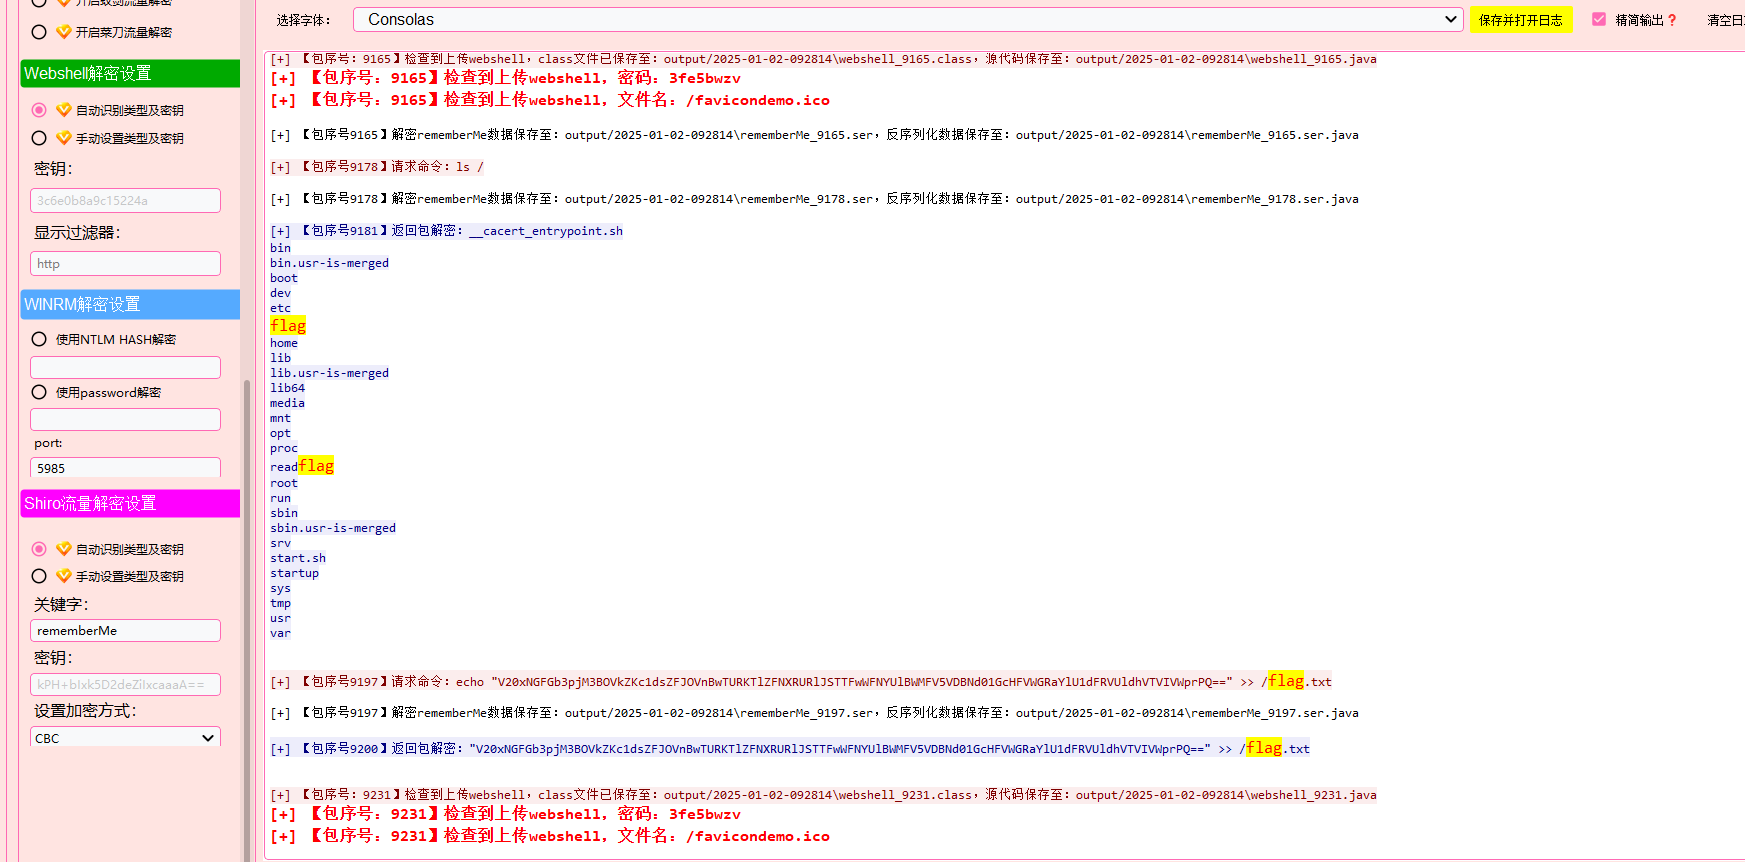 开启蚁剑流量解密
开启菜刀流量解密
Webshell解密设置
自动识别类型及密钥
手动设置类型及密钥
密钥：
3c6e0b8a9c15224a
显示过滤器：
http
WINRM解密设置
使用NTLM HASH解密
使用password解密
port:
5985
Shiro流量解密设置
自动识别类型及密钥
手动设置类型及密钥
关键字：
rememberMe
密钥：
kPH+bIxk5D2deZiIxcaaaA==
设置加密方式：
CBC
选择字体：
Consolas
保存并打开日志
精简输出？
清空日
[+] 【包序号：9165】检查到上传webshell，class文件已保存至：output/2025-01-02-092814\webshell_9165.class，源代码保存至：output/2025-01-02-092814\webshell_9165.java
[+] 【包序号：9165】检查到上传webshell，密码：3fe5bwzv
[+] 【包序号：9165】检查到上传webshell，文件名：/favicondemo.ico
[+] 【包序号9165】解密rememberMe数据保存至：output/2025-01-02-092814\rememberMe_9165.ser，反序列化数据保存至：output/2025-01-02-092814\rememberMe_9165.ser.java
[+] 【包序号9178】请求命令：ls /
[+] 【包序号9178】解密rememberMe数据保存至：output/2025-01-02-092814\rememberMe_9178.ser，反序列化数据保存至：output/2025-01-02-092814\rememberMe_9178.ser.java
[+] 【包序号9181】返回包解密：__cacert_entrypoint.sh
bin
bin.usr-is-merged
boot
dev
etc
flag
home
lib
lib.usr-is-merged
lib64
media
mnt
opt
proc
readflag
root
run
sbin
sbin.usr-is-merged
srv
start.sh
startup
sys
tmp
usr
var
[+] 【包序号9197】请求命令：echo "V20xNGFGb3pjM3BOVkZKc1dsZFJOVnBwTURKTlZFNXRURlJSTTFwWFNYUlBWMFV5VDBNd01GcHFVWGRaYlU1dFRVUldhVTVIVWprPQ==" >> /flag.txt
[+] 【包序号9197】解密rememberMe数据保存至：output/2025-01-02-092814\rememberMe_9197.ser，反序列化数据保存至：output/2025-01-02-092814\rememberMe_9197.ser.java
[+] 【包序号9200】返回包解密："V20xNGFGb3pjM3BOVkZKc1dsZFJOVnBwTURKTlZFNXRURlJSTTFwWFNYUlBWMFV5VDBNd01GcHFVWGRaYlU1dFRVUldhVTVIVWprPQ==" >> /flag.txt
[+] 【包序号：9231】检查到上传webshell，class文件已保存至：output/2025-01-02-092814\webshell_9231.class，源代码保存至：output/2025-01-02-092814\webshell_9231.java
[+] 【包序号：9231】检查到上传webshell，密码：3fe5bwzv
[+] 【包序号：9231】检查到上传webshell，文件名：/favicondemo.ico